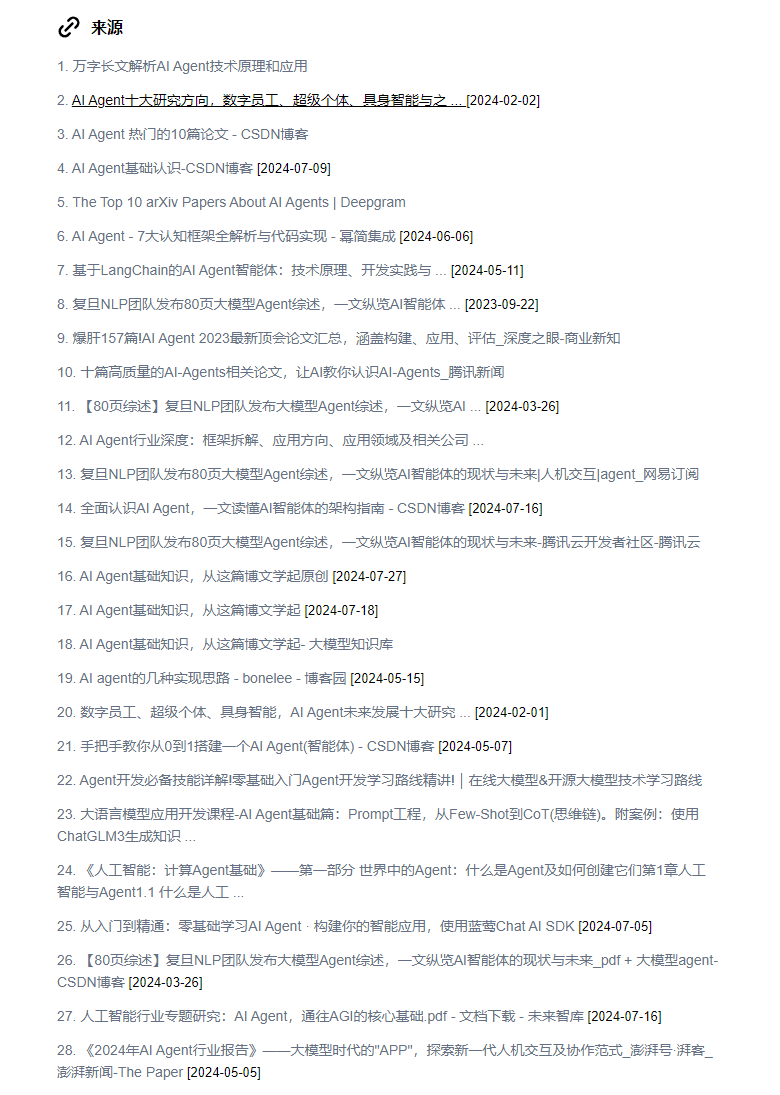 来源
1. 万字长文解析AI Agent技术原理和应用
2. AI Agent十大研究方向，数字员工、超级个体、具身智能与之 ... [2024-02-02]
3. AI Agent 热门的10篇论文 - CSDN博客
4. AI Agent基础认识-CSDN博客 [2024-07-09]
5. The Top 10 arXiv Papers About AI Agents | Deepgram
6. AI Agent - 7大认知框架全解析与代码实现 - 幂简集成 [2024-06-06]
7. 基于LangChain的AI Agent智能体：技术原理、开发实践与 ... [2024-05-11]
8. 复旦NLP团队发布80页大模型Agent综述，一文纵览AI智能体 ... [2023-09-22]
9. 爆肝157篇!AI Agent 2023最新顶会论文汇总，涵盖构建、应用、评估_深度之眼-商业新知
10. 十篇高质量的AI-Agents相关论文，让AI教你认识AI-Agents_腾讯新闻
11. 【80页综述】复旦NLP团队发布大模型Agent综述，一文纵览AI ... [2024-03-26]
12. AI Agent行业深度：框架拆解、应用方向、应用领域及相关公司 ...
13. 复旦NLP团队发布80页大模型Agent综述，一文纵览AI智能体的现状与未来|人机交互|agent_网易订阅
14. 全面认识AI Agent，一文读懂AI智能体的架构指南 - CSDN博客 [2024-07-16]
15. 复旦NLP团队发布80页大模型Agent综述，一文纵览AI智能体的现状与未来-腾讯云开发者社区-腾讯云
16. AI Agent基础知识，从这篇博文学起原创 [2024-07-27]
17. AI Agent基础知识，从这篇博文学起 [2024-07-18]
18. AI Agent基础知识，从这篇博文学起- 大模型知识库
19. AI agent的几种实现思路 - bonelee - 博客园 [2024-05-15]
20. 数字员工、超级个体、具身智能，AI Agent未来发展十大研究 ... [2024-02-01]
21. 手把手教你从0到1搭建一个AI Agent(智能体) - CSDN博客 [2024-05-07]
22. Agent开发必备技能详解!零基础入门Agent开发学习路线精讲! | 在线大模型&开源大模型技术学习路线
23. 大语言模型应用开发课程-AI Agent基础篇：Prompt工程，从Few-Shot到CoT(思维链)。附案例：使用
ChatGLM3生成知识 ...
24. 《人工智能：计算Agent基础》——第一部分 世界中的Agent：什么是Agent及如何创建它们第1章人工
智能与Agent1.1 什么是人工 ...
25. 从入门到精通：零基础学习AI Agent · 构建你的智能应用，使用蓝莺Chat AI SDK [2024-07-05]
26. 【80页综述】复旦NLP团队发布大模型Agent综述，一文纵览AI智能体的现状与未来_pdf + 大模型agent-
CSDN博客 [2024-03-26]
27. 人工智能行业专题研究：AI Agent，通往AGI的核心基础.pdf - 文档下载 - 未来智库 [2024-07-16]
28. 《2024年AI Agent行业报告》——大模型时代的"APP"，探索新一代人机交互及协作范式_澎湃号·湃客_
澎湃新闻-The Paper [2024-05-05]